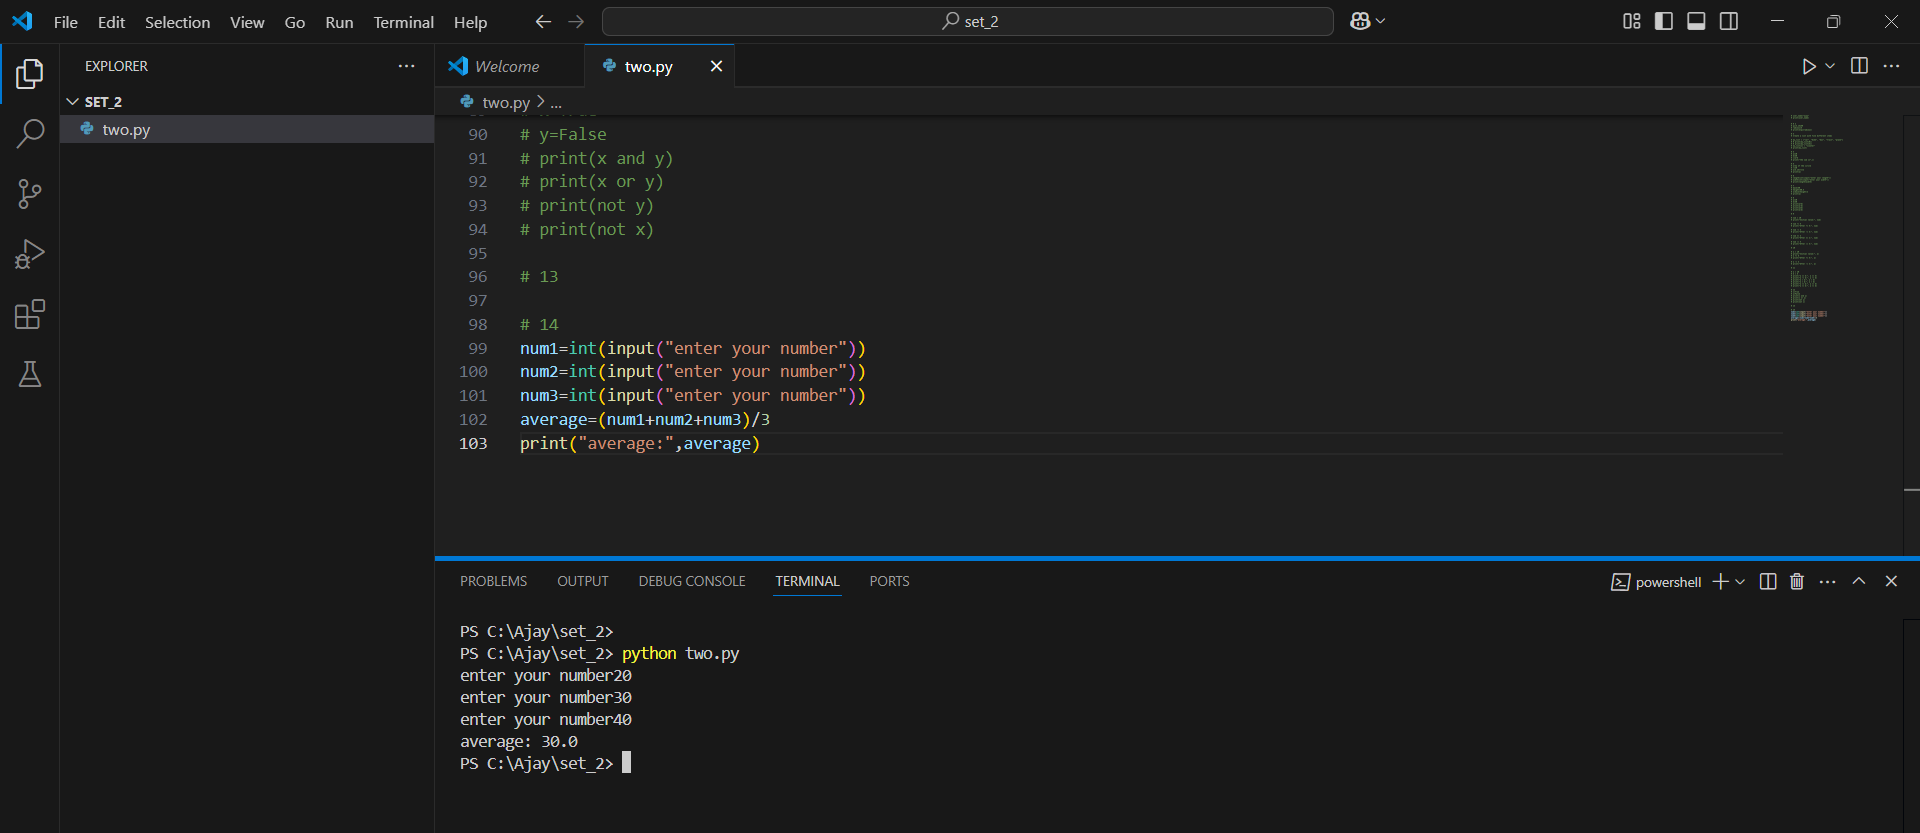 File Edit Selection View Go Run Terminal Help
set_2
EXPLORER
SET_2
two.py
Welcome
two.py
two.py > ...
90 # y=False
91 # print(x and y)
92 # print(x or y)
93 # print(not y)
94 # print(not x)
95
96 # 13
97
98 # 14
99 num1=int(input("enter your number"))
100 num2=int(input("enter your number"))
101 num3=int(input("enter your number"))
102 average=(num1+num2+num3)/3
103 print("average:",average)
PROBLEMS OUTPUT DEBUG CONSOLE TERMINAL PORTS
powershell
PS C:\Ajay\set_2>
PS C:\Ajay\set_2> python two.py
enter your number20
enter your number30
enter your number40
average: 30.0
PS C:\Ajay\set_2>